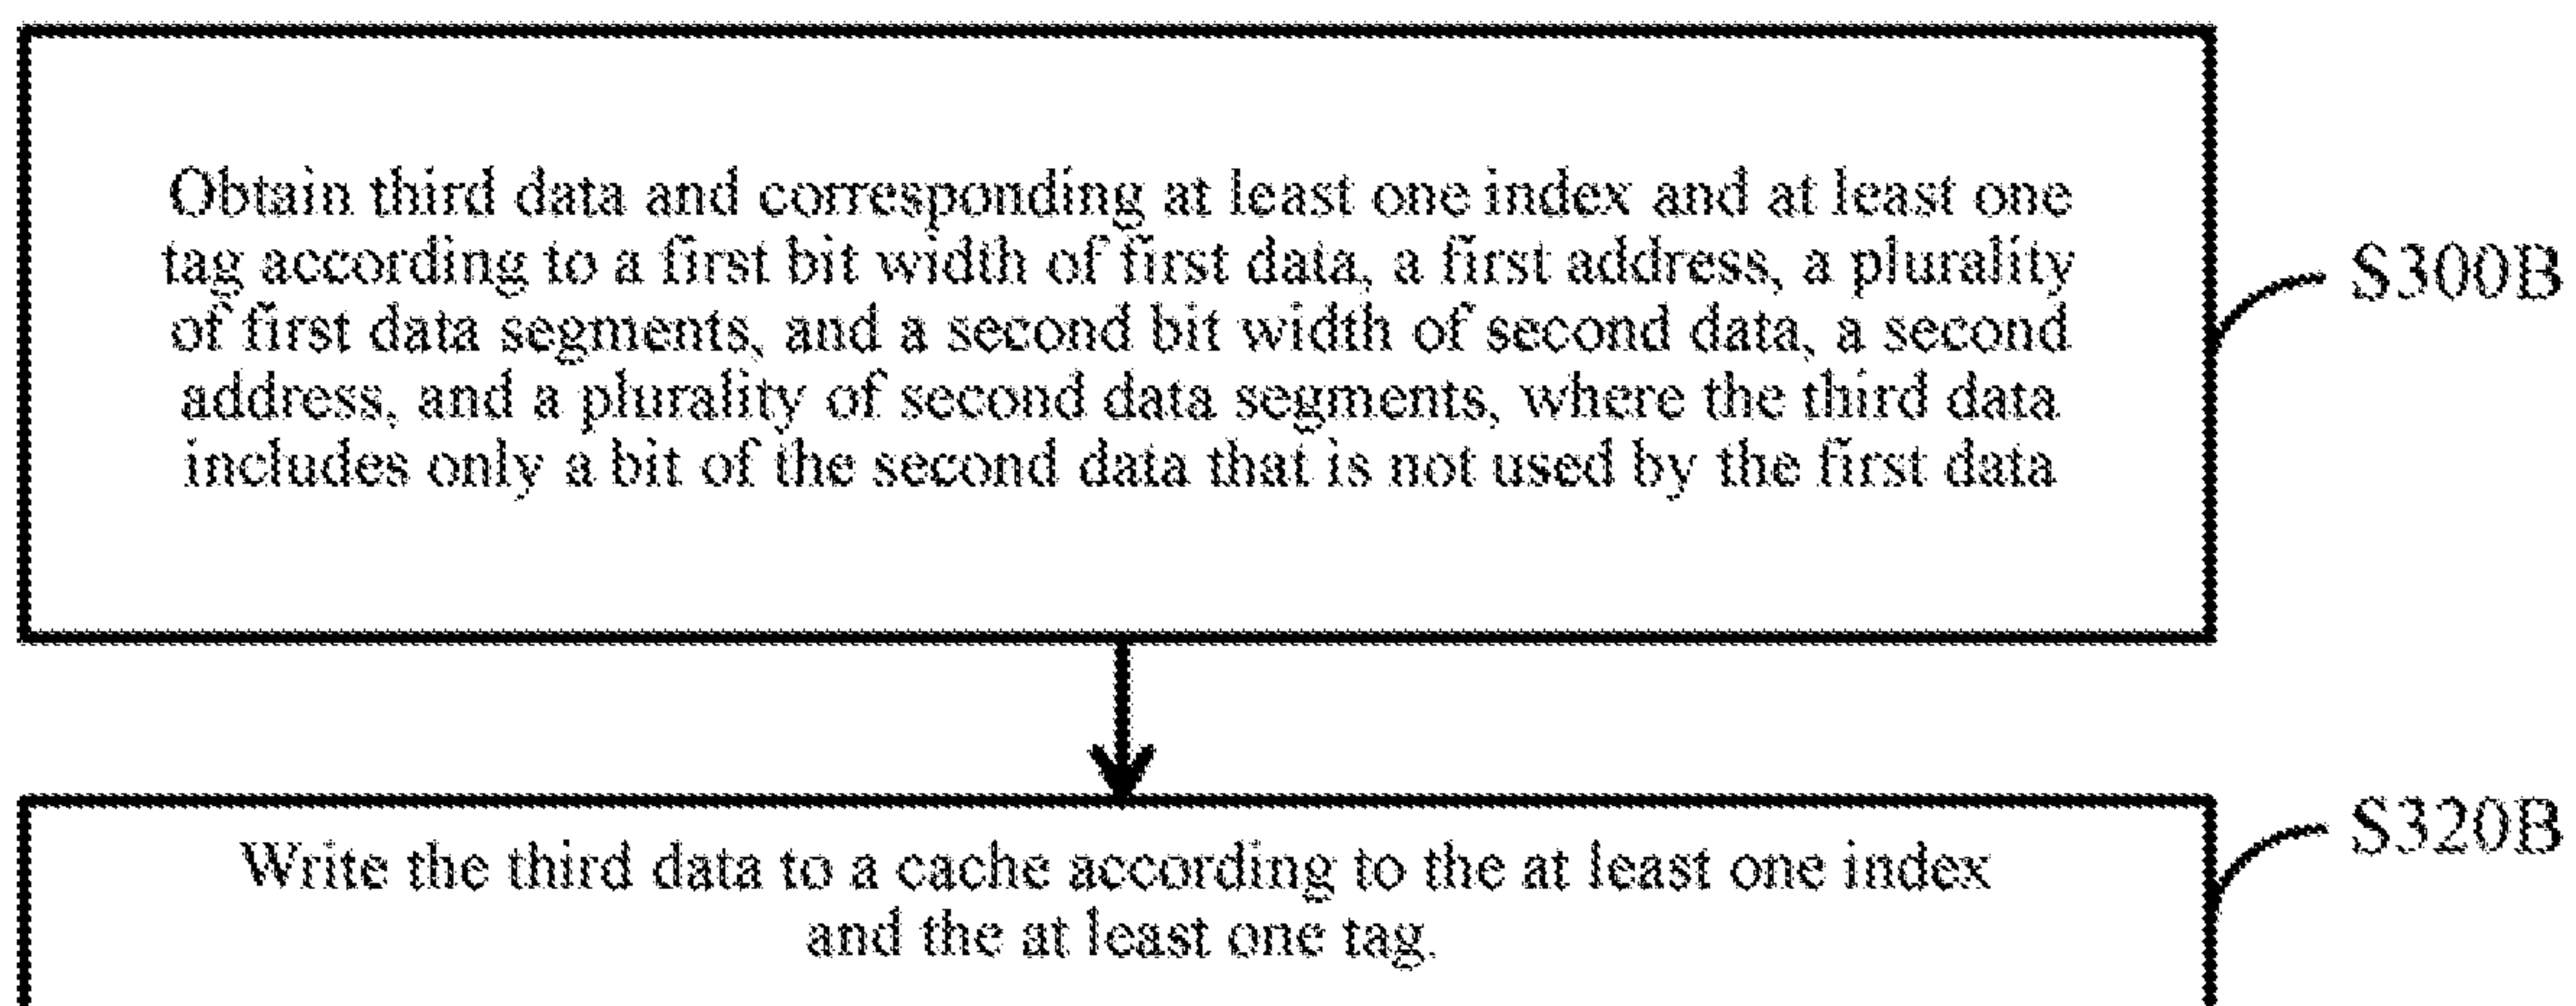 Obtain third data and corresponding at least one index and at least one
tag according to a first bit width of first data, a first address, a plurality
of first data segments, and a second bit width of second data, a second
address, and a plurality of second data segments, where the third data
includes only a bit of the second data that is not used by the first data
S300B
Write the third data to a cache according to the at least one index
and the at least one tag.
S320B